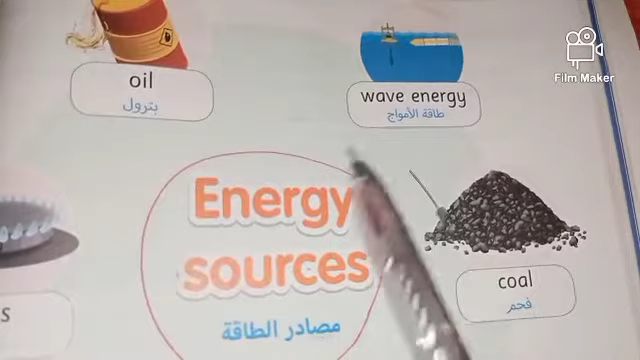 Film Maker
oil
بترول
wave energy
طاقة الأمواج
Energy
sources
مصادر الطاقة
coal
فحم